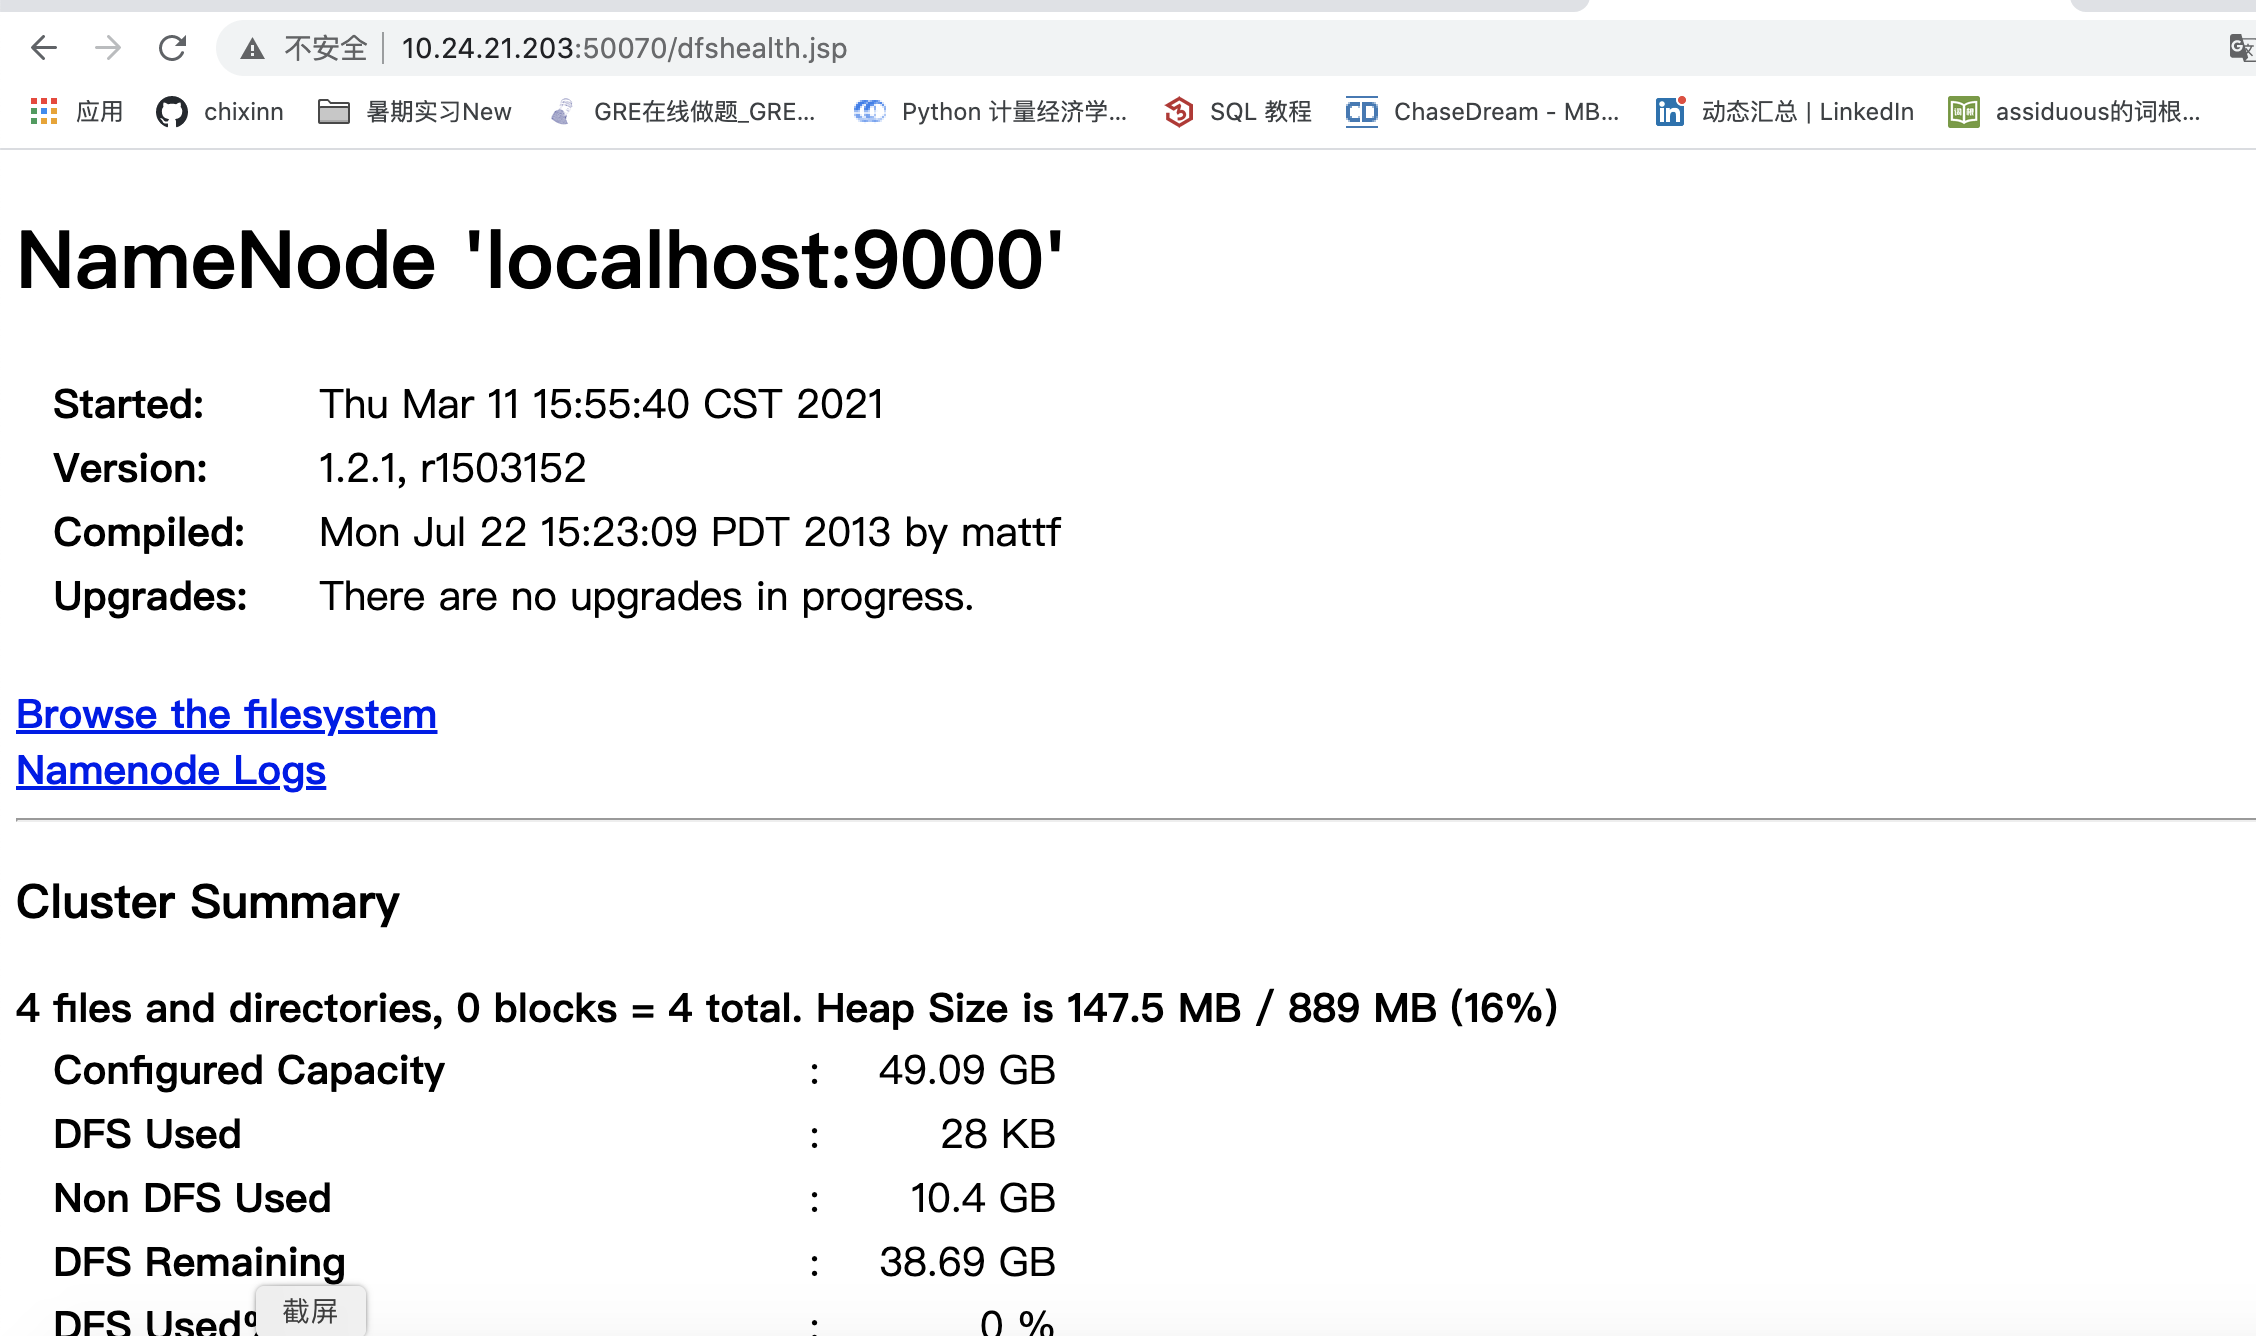 不安全 | 10.24.21.203:50070/dfshealth.jsp
应用 chixinn 暑期实习New GRE在线做题_GRE... Python 计量经济学... SQL 教程 ChaseDream - MB... 动态汇总 | LinkedIn assiduous的词根...
NameNode 'localhost:9000'
Started: Thu Mar 11 15:55:40 CST 2021
Version: 1.2.1, r1503152
Compiled: Mon Jul 22 15:23:09 PDT 2013 by mattf
Upgrades: There are no upgrades in progress.
Browse the filesystem
Namenode Logs
Cluster Summary
4 files and directories, 0 blocks = 4 total. Heap Size is 147.5 MB / 889 MB (16%)
Configured Capacity : 49.09 GB
DFS Used : 28 KB
Non DFS Used : 10.4 GB
DFS Remaining : 38.69 GB
DFS Used% : 0 %
截屏